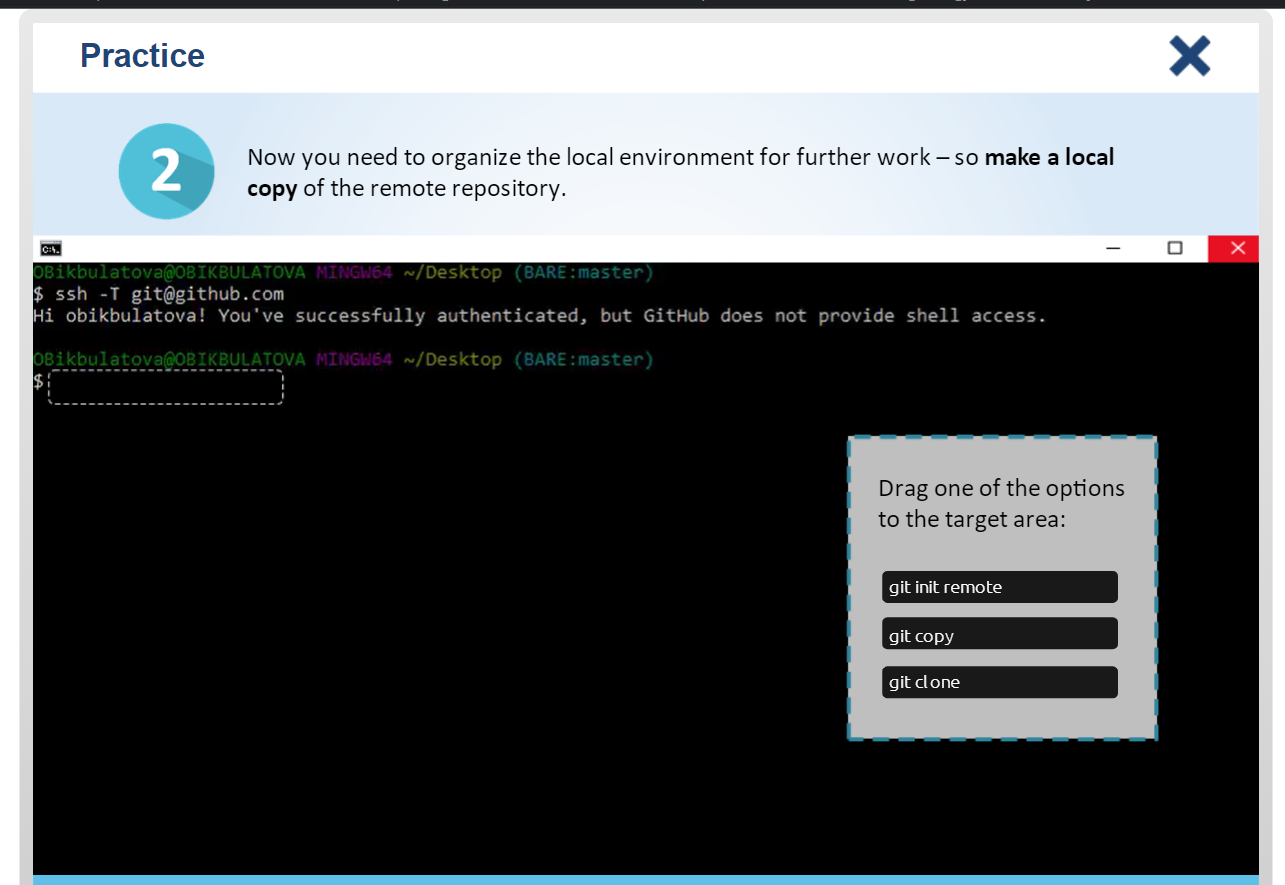 Practice
2
Now you need to organize the local environment for further work – so make a local
copy of the remote repository.
C:\.
OBikbulatova@OBIKBULATOVA MINGW64 ~/Desktop (BARE:master)
$ ssh -T git@github.com
Hi obikbulatova! You've successfully authenticated, but GitHub does not provide shell access.
OBikbulatova@OBIKBULATOVA MINGW64 ~/Desktop (BARE:master)
$
Drag one of the options
to the target area:
git init remote
git copy
git clone